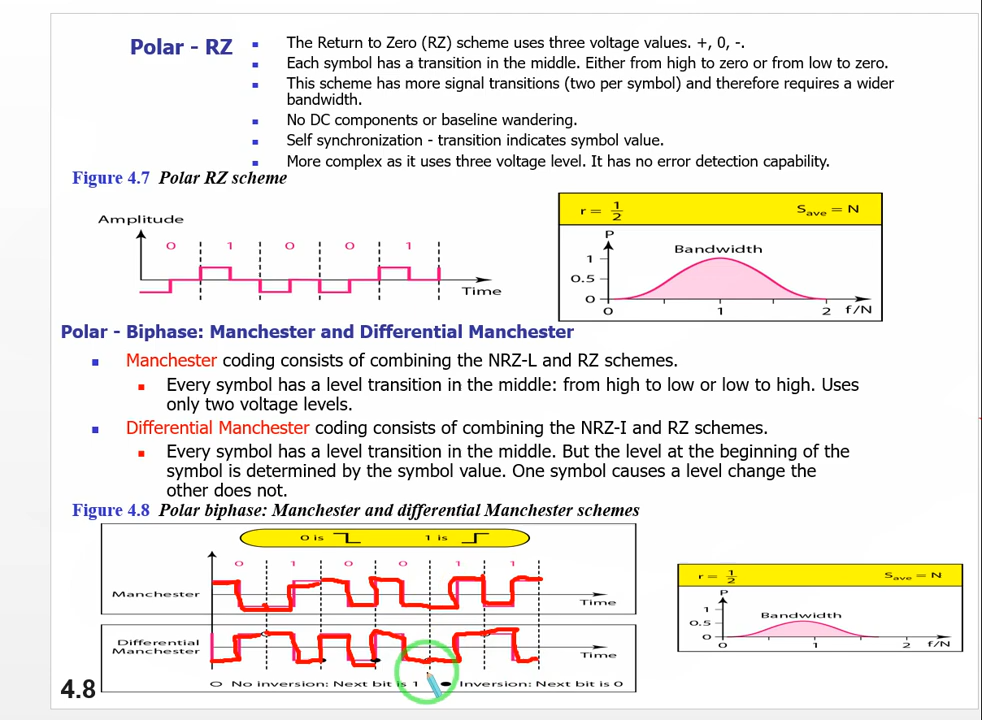 Polar - RZ
The Return to Zero (RZ) scheme uses three voltage values. +, 0, -.
Each symbol has a transition in the middle. Either from high to zero or from low to zero.
This scheme has more signal transitions (two per symbol) and therefore requires a wider
bandwidth.
No DC components or baseline wandering.
Self synchronization - transition indicates symbol value.
More complex as it uses three voltage level. It has no error detection capability.
Figure 4.7 Polar RZ scheme
Amplitude
0 1 0 0 1
Time
r = 1/2 Save = N
P
Bandwidth
1
0.5
0
0 1 2 f/N
Polar - Biphase: Manchester and Differential Manchester
Manchester coding consists of combining the NRZ-L and RZ schemes.
Every symbol has a level transition in the middle: from high to low or low to high. Uses
only two voltage levels.
Differential Manchester coding consists of combining the NRZ-I and RZ schemes.
Every symbol has a level transition in the middle. But the level at the beginning of the
symbol is determined by the symbol value. One symbol causes a level change the
other does not.
Figure 4.8 Polar biphase: Manchester and differential Manchester schemes
0 is 1 is
0 1 0 0 1 1
Manchester
Time
Differential
Manchester
Time
No inversion: Next bit is 1 Inversion: Next bit is 0
r = 1/2 Save = N
P
Bandwidth
1
0.5
0
0 1 2 f/N
4.8